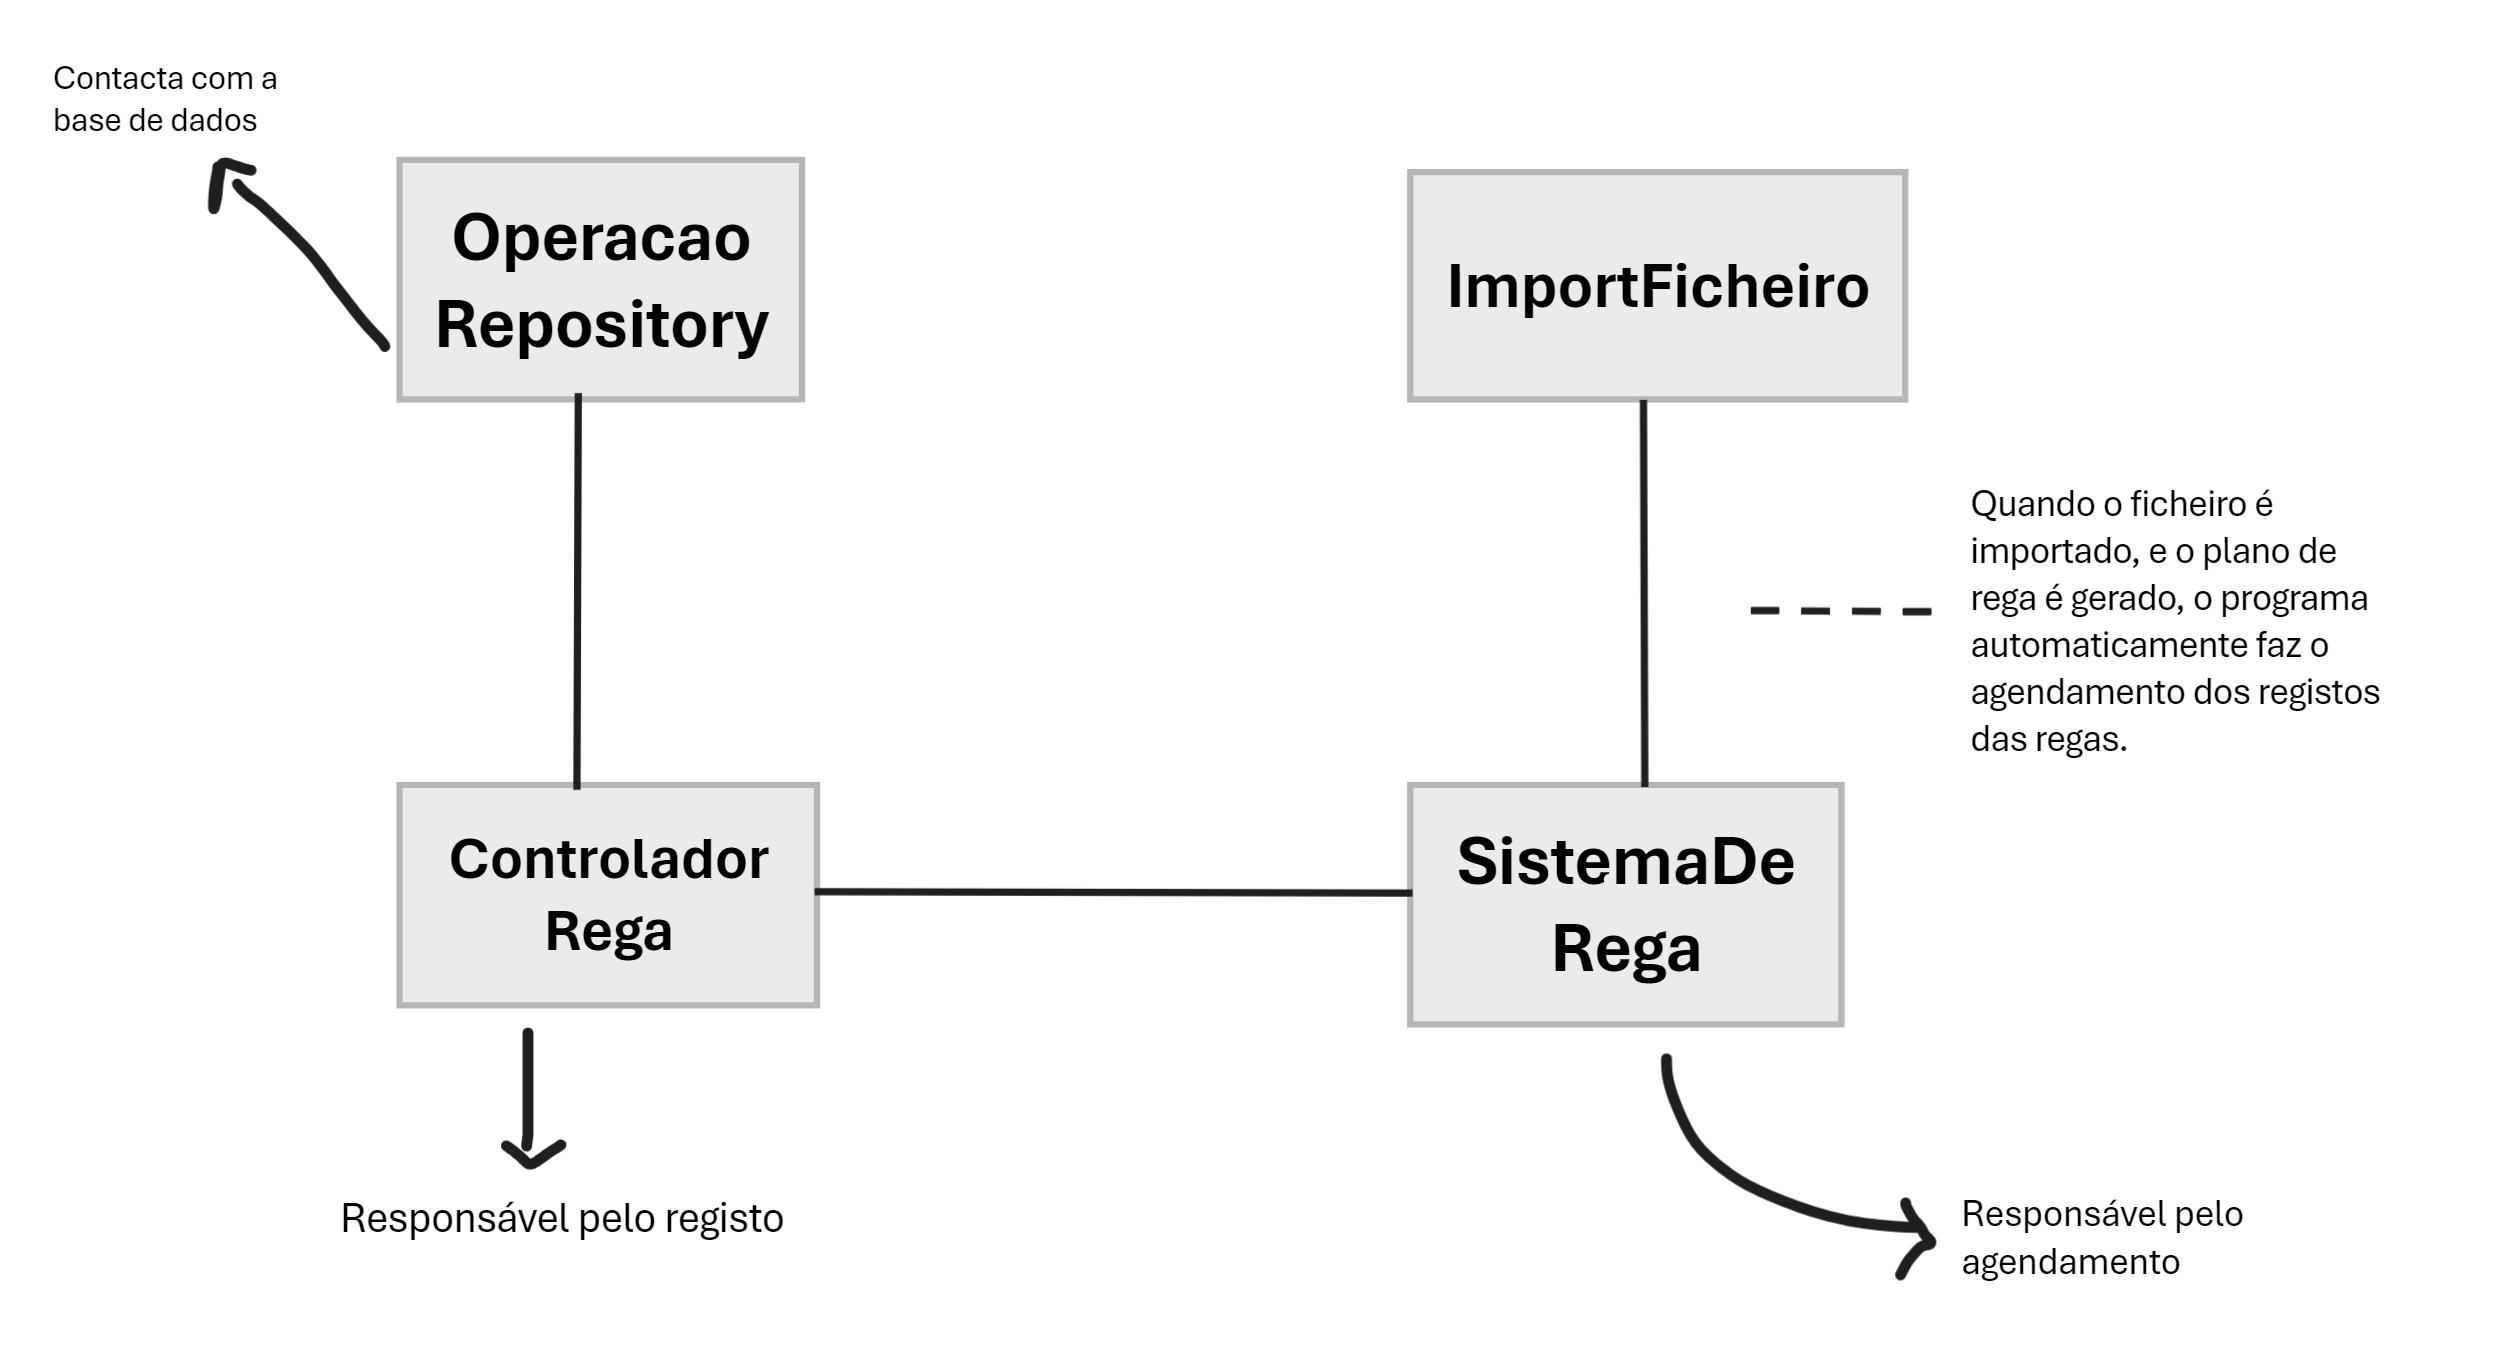 Contacta com a
base de dados
Operacao
Repository
ImportFicheiro
Quando o ficheiro é
importado, e o plano de
rega é gerado, o programa
automaticamente faz o
agendamento dos registos
das regas.
Controlador
Rega
SistemaDe
Rega
Responsável pelo registo
Responsável pelo
agendamento